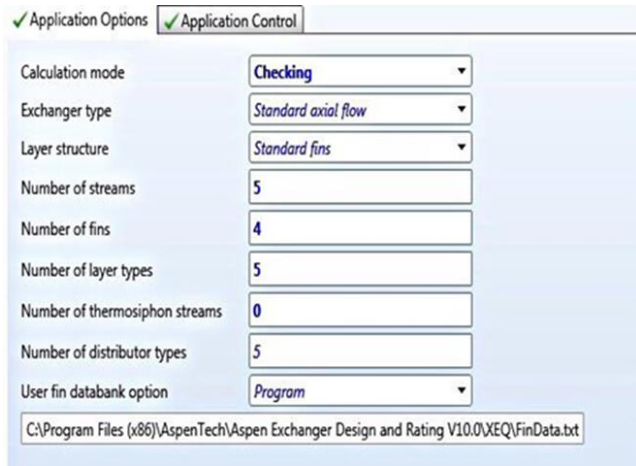 Application Options Application Control
Calculation mode Checking
Exchanger type Standard axial flow
Layer structure Standard fins
Number of streams 5
Number of fins 4
Number of layer types 5
Number of thermosiphon streams 0
Number of distributor types 5
User fin databank option Program
C:\Program Files (x86)\AspenTech\Aspen Exchanger Design and Rating V10.0\XEQ\FinData.txt